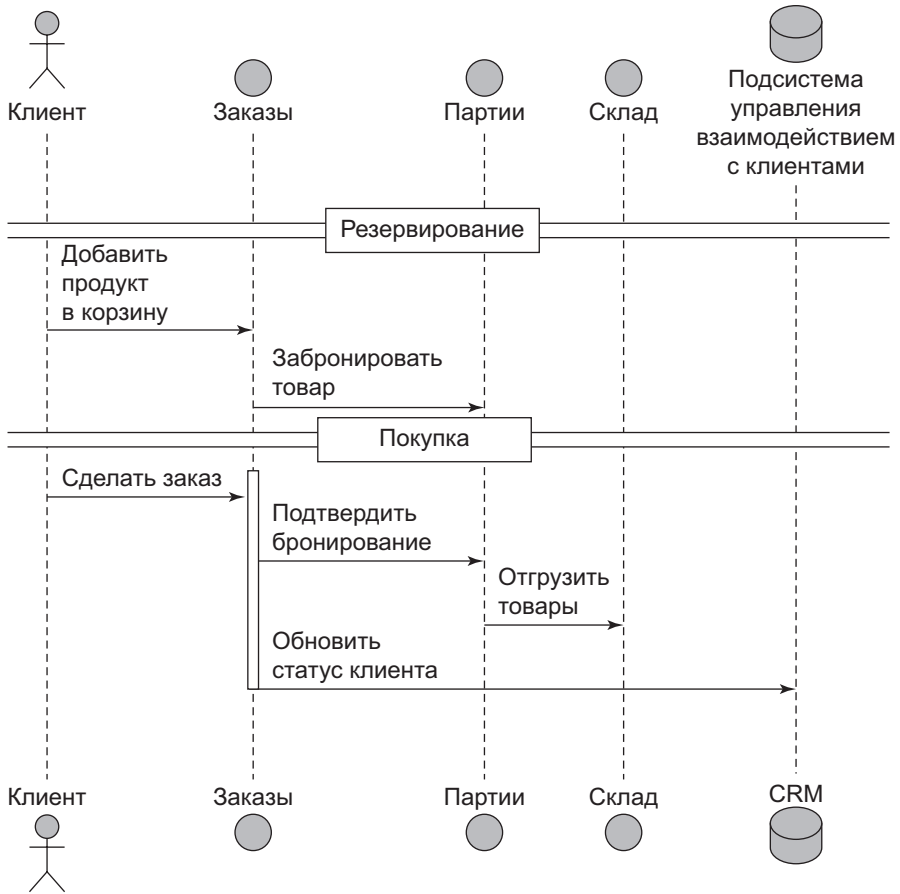 Клиент
Заказы
Партии
Склад
Подсистема
управления
взаимодействием
с клиентами
Резервирование
Добавить
продукт
в корзину
Забронировать
товар
Покупка
Сделать заказ
Подтвердить
бронирование
Отгрузить
товары
Обновить
статус клиента
Клиент
Заказы
Партии
Склад
CRM